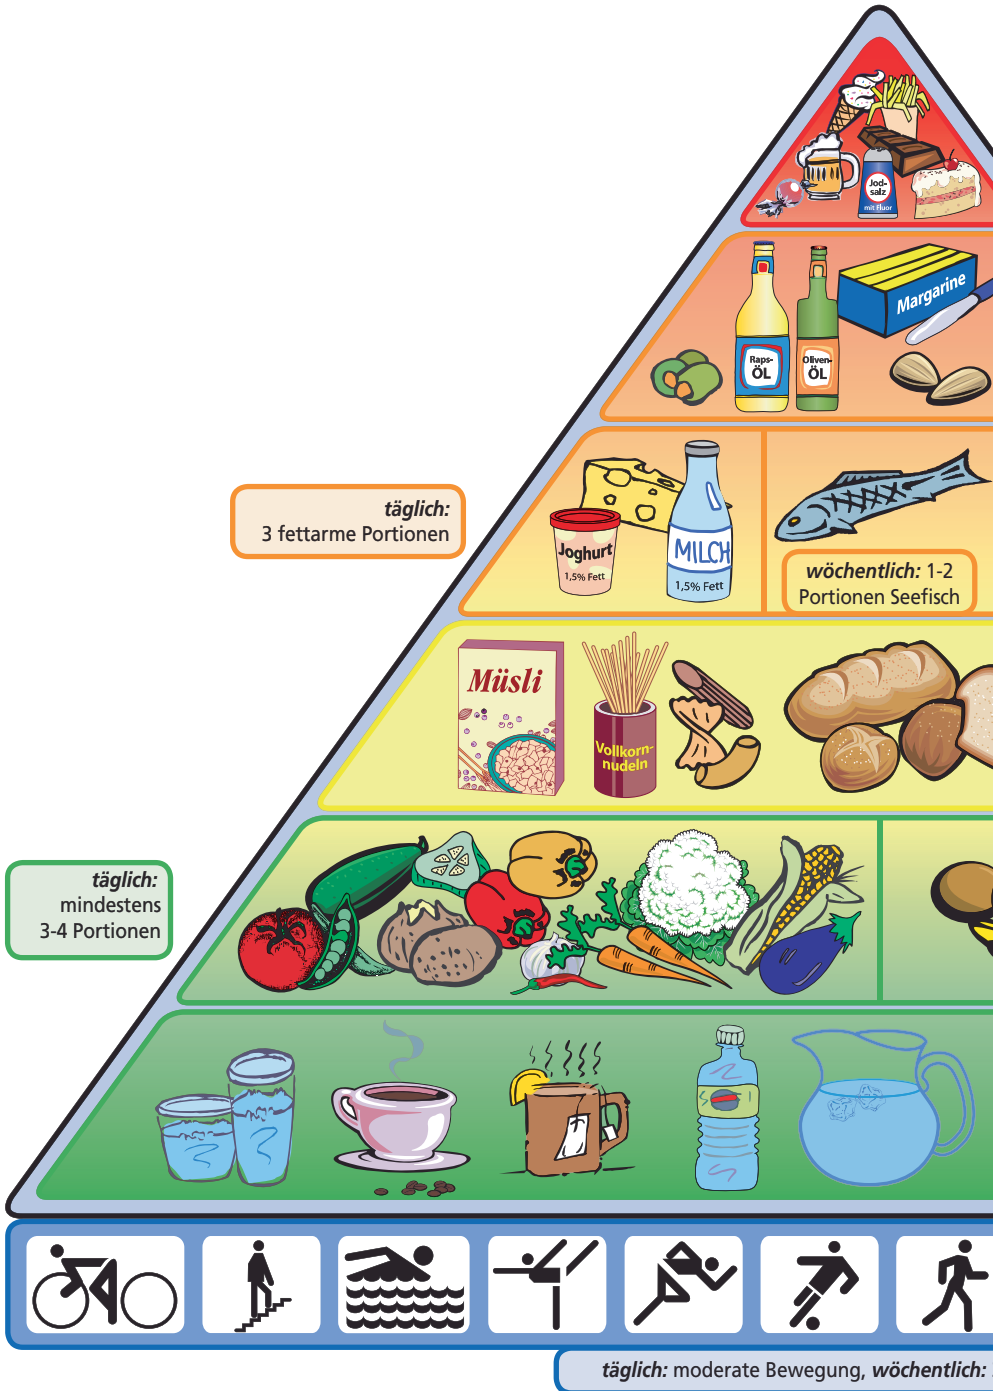 Jod-
salz
mit Fluor
Margarine
Raps-
ÖL
Oliven-
ÖL
täglich:
3 fettarme Portionen
Joghurt
1,5% Fett
MILCH
1,5% Fett
wöchentlich: 1-2
Portionen Seefisch
Müsli
Vollkorn-
nudeln
täglich:
mindestens
3-4 Portionen
täglich: moderate Bewegung, wöchentlich: